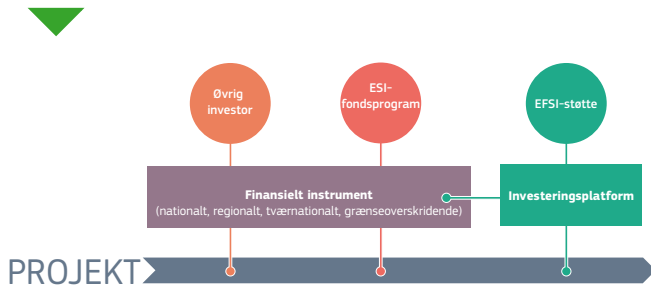 Øvrig
investor
ESI-
fondsprogram
EFSI-støtte
Finansielt instrument
(nationalt, regionalt, tværnationalt, grænseoverskridende)
Investeringsplatform
PROJEKT